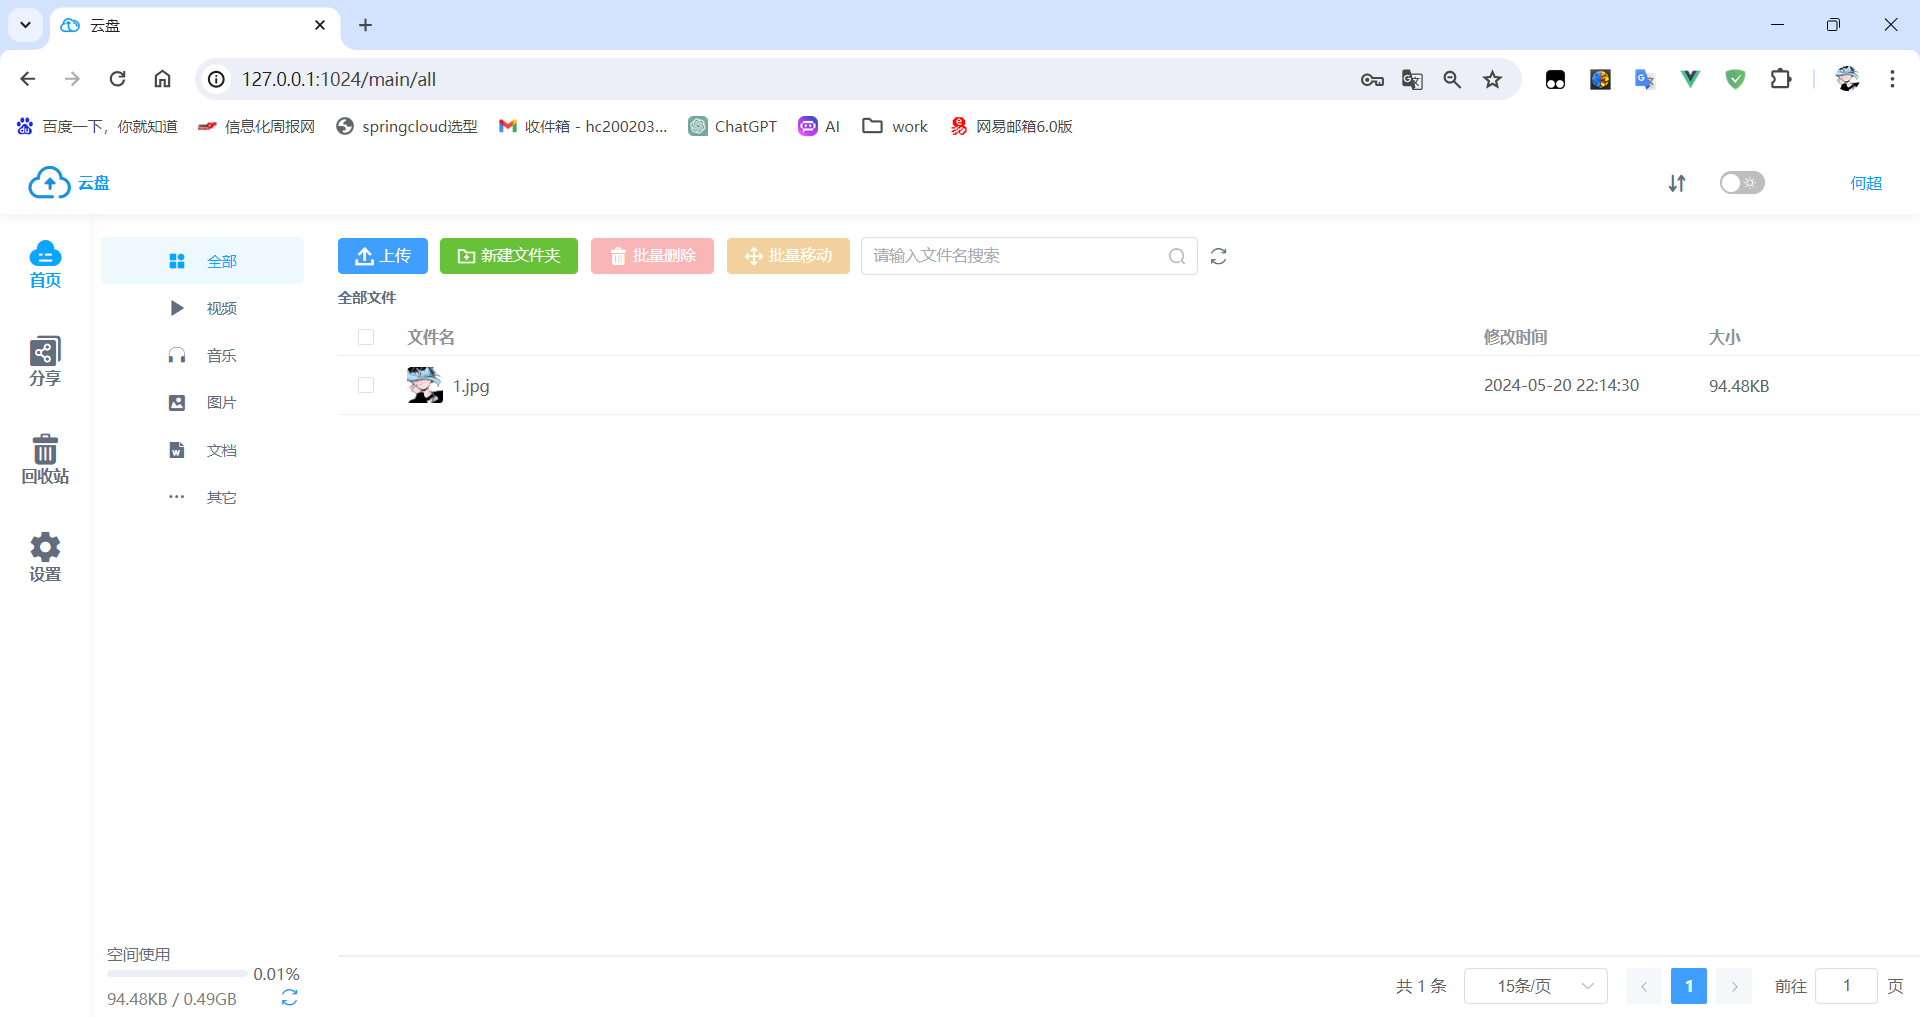 云盘
127.0.0.1:1024/main/all
百度一下，你就知道 信息化周报网 springcloud选型 收件箱 - hc200203... ChatGPT AI work 网易邮箱6.0版
云盘 何超
首页
分享
回收站
设置
全部
视频
音乐
图片
文档
其它
上传 新建文件夹 批量删除 批量移动 请输入文件名搜索
全部文件
文件名 修改时间 大小
1.jpg 2024-05-20 22:14:30 94.48KB
空间使用
0.01%
94.48KB / 0.49GB
共 1 条 15条/页 1 前往 1 页